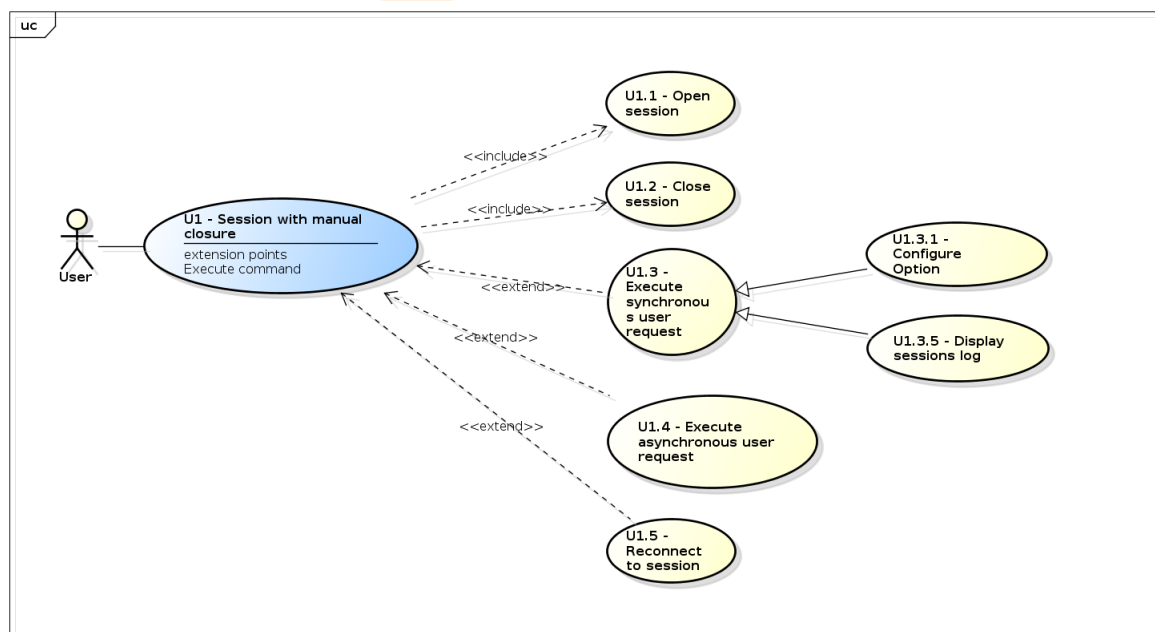 uc
U1.1 - Open
session
<<include>>
U1.2 - Close
session
<<include>>
U1 - Session with manual
closure
extension points
Execute command
User
U1.3 -
Execute
synchronou
s user
request
<<extend>>
U1.3.1 -
Configure
Option
U1.3.5 - Display
sessions log
<<extend>>
U1.4 - Execute
asynchronous user
request
<<extend>>
U1.5 -
Reconnect
to session